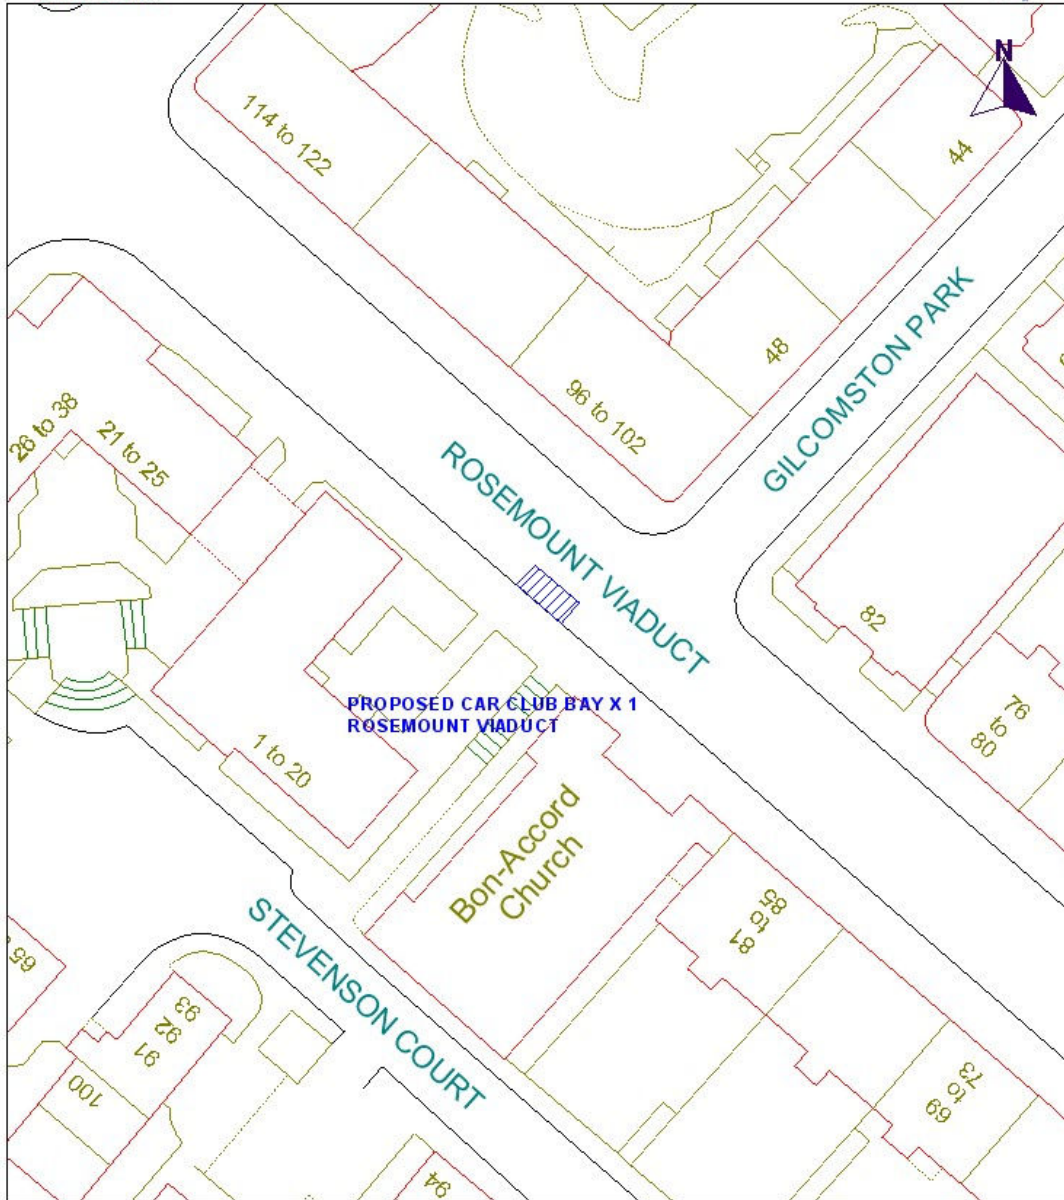 N
114 to 122
44
48
96 to 102
GILCOMSTON PARK
26 to 38
21 to 25
ROSEMOUNT VIADUCT
82
PROPOSED CAR CLUB BAY X 1
ROSEMOUNT VIADUCT
76
to
80
1 to 20
Bon-Accord
Church
81
to
85
STEVENSON COURT
65
91
92
93
100
69
to
73
94